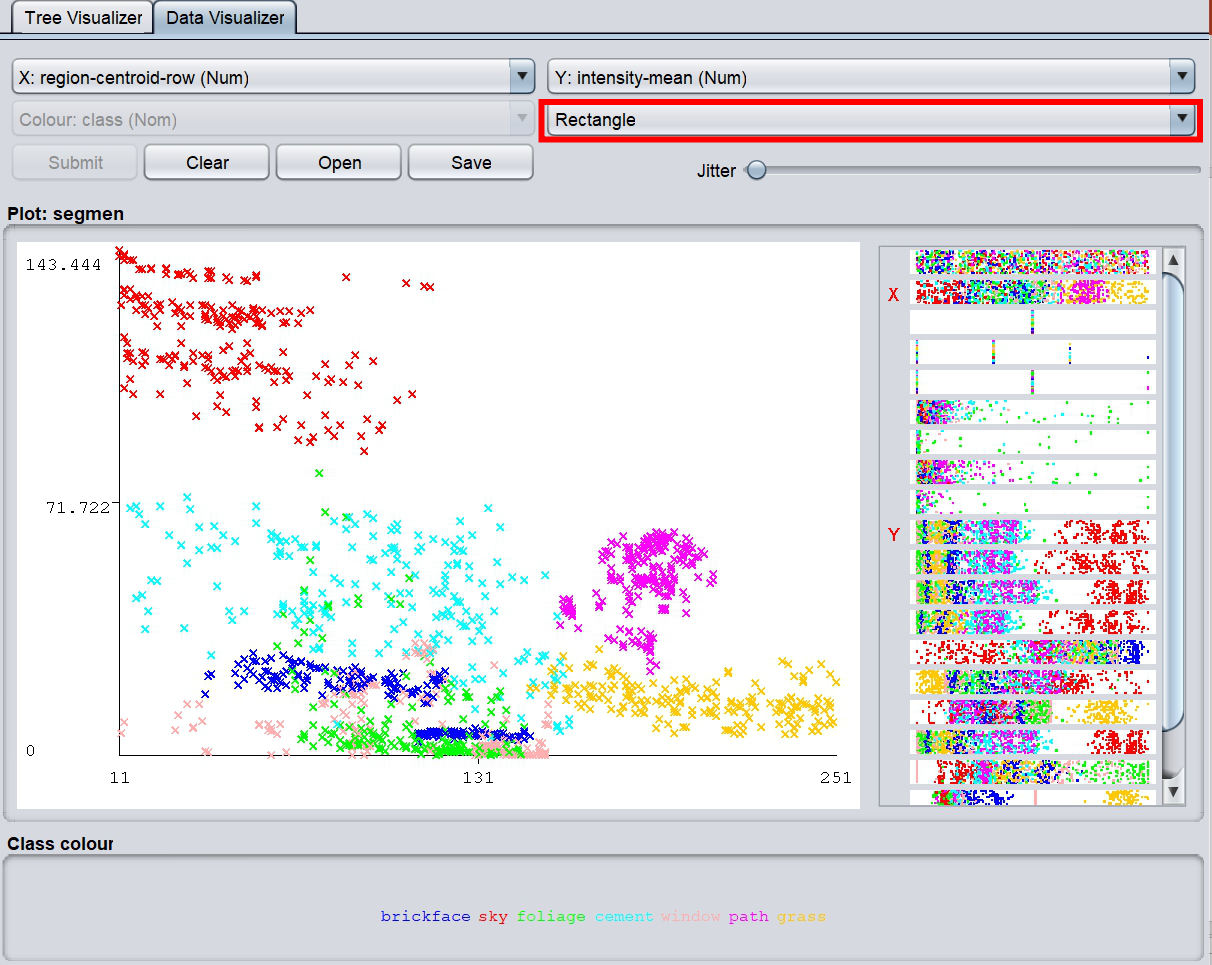 Tree Visualizer Data Visualizer
X: region-centroid-row (Num) Y: intensity-mean (Num)
Colour: class (Nom) Rectangle
Submit Clear Open Save Jitter
Plot: segmen
143.444
X
71.722
Y
0
11 131 251
Class colour
brickface sky foliage cement window path grass